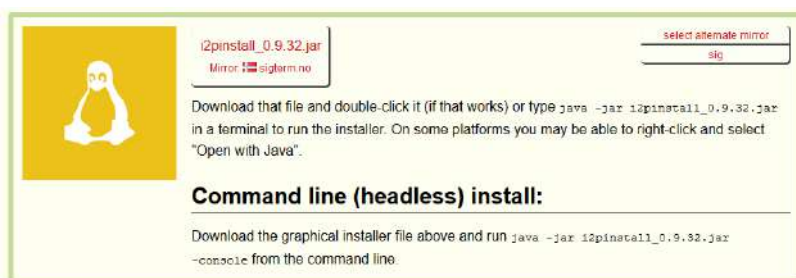 i2pinstall_0.9.32.jar
Mirror: sigterm.no
select alternate mirror
sig
Download that file and double-click it (if that works) or type java -jar i2pinstall_0.9.32.jar
in a terminal to run the installer. On some platforms you may be able to right-click and select
"Open with Java".
Command line (headless) install:
Download the graphical installer file above and run java -jar i2pinstall_0.9.32.jar
-console from the command line.